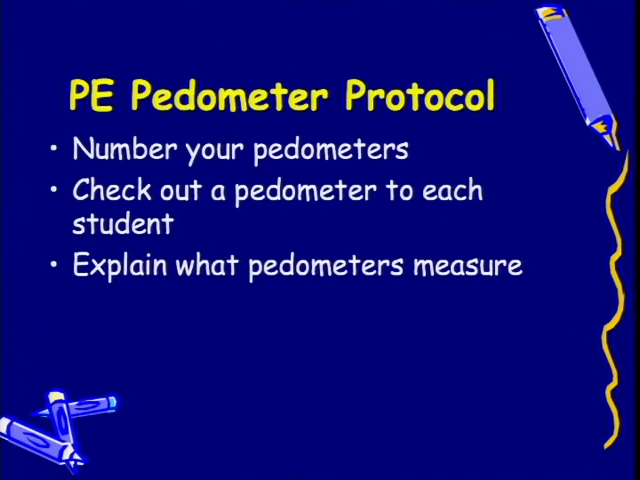 PE Pedometer Protocol
• Number your pedometers
• Check out a pedometer to each
student
• Explain what pedometers measure